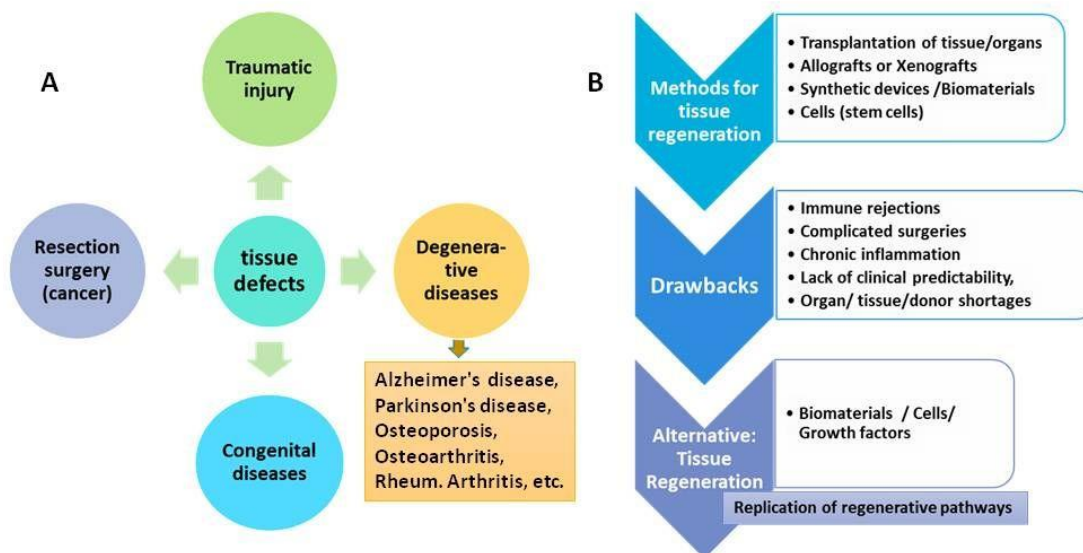 A
Traumatic
injury
Resection
surgery
(cancer)
tissue
defects
Degenera-
tive
diseases
Alzheimer's disease,
Parkinson's disease,
Osteoporosis,
Osteoarthritis,
Rheum. Arthritis, etc.
Congenital
diseases
B
Methods for
tissue
regeneration
• Transplantation of tissue/organs
• Allografts or Xenografts
• Synthetic devices /Biomaterials
• Cells (stem cells)
Drawbacks
• Immune rejections
• Complicated surgeries
• Chronic inflammation
• Lack of clinical predictability,
• Organ/ tissue/donor shortages
Alternative:
Tissue
Regeneration
• Biomaterials / Cells/
Growth factors
Replication of regenerative pathways